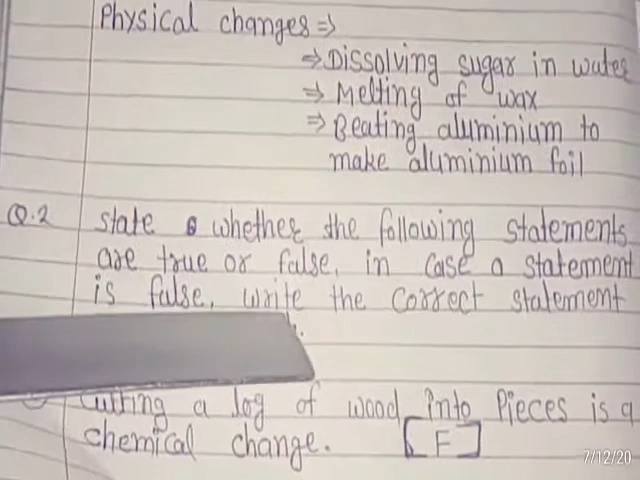 Physical changes ⇒
⇒ Dissolving sugar in water
⇒ Melting of wax
⇒ Beating aluminium to
make aluminium foil
Q.2 State whether the following statements
are true or false. in case a statement
is false, write the correct statement
Cutting a log of wood into Pieces is a
chemical change. [F]
7/12/20